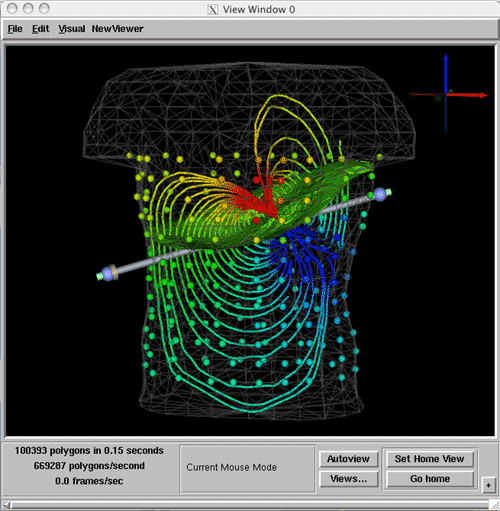 View Window 0
File Edit Visual NewViewer
100393 polygons in 0.15 seconds
669287 polygons/second
0.0 frames/sec
Current Mouse Mode
Autoview
Views...
Set Home View
Go home
+